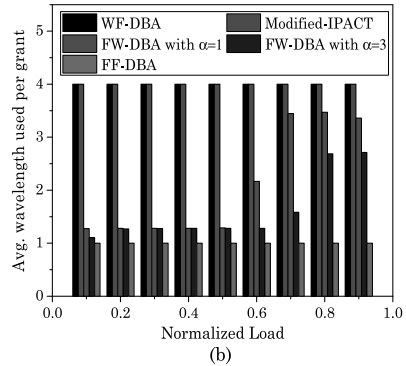 WF-DBA
Modified-IPACT
FW-DBA with α=1
FW-DBA with α=3
FF-DBA
Avg. wavelength used per grant
5
4
3
2
1
0
0.0 0.2 0.4 0.6 0.8 1.0
Normalized Load
(b)